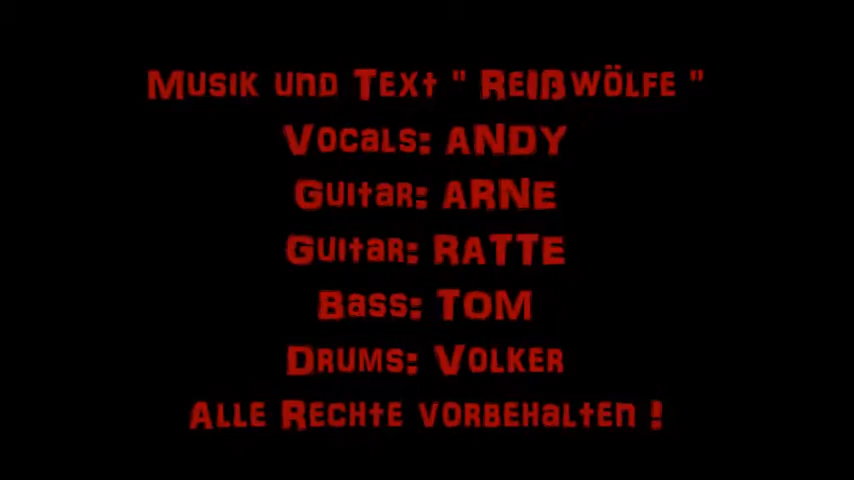 Musik und Text " Reißwölfe "
Vocals: ANDY
Guitar: ARNE
Guitar: RATTE
Bass: TOM
Drums: Volker
Alle Rechte vorbehalten !